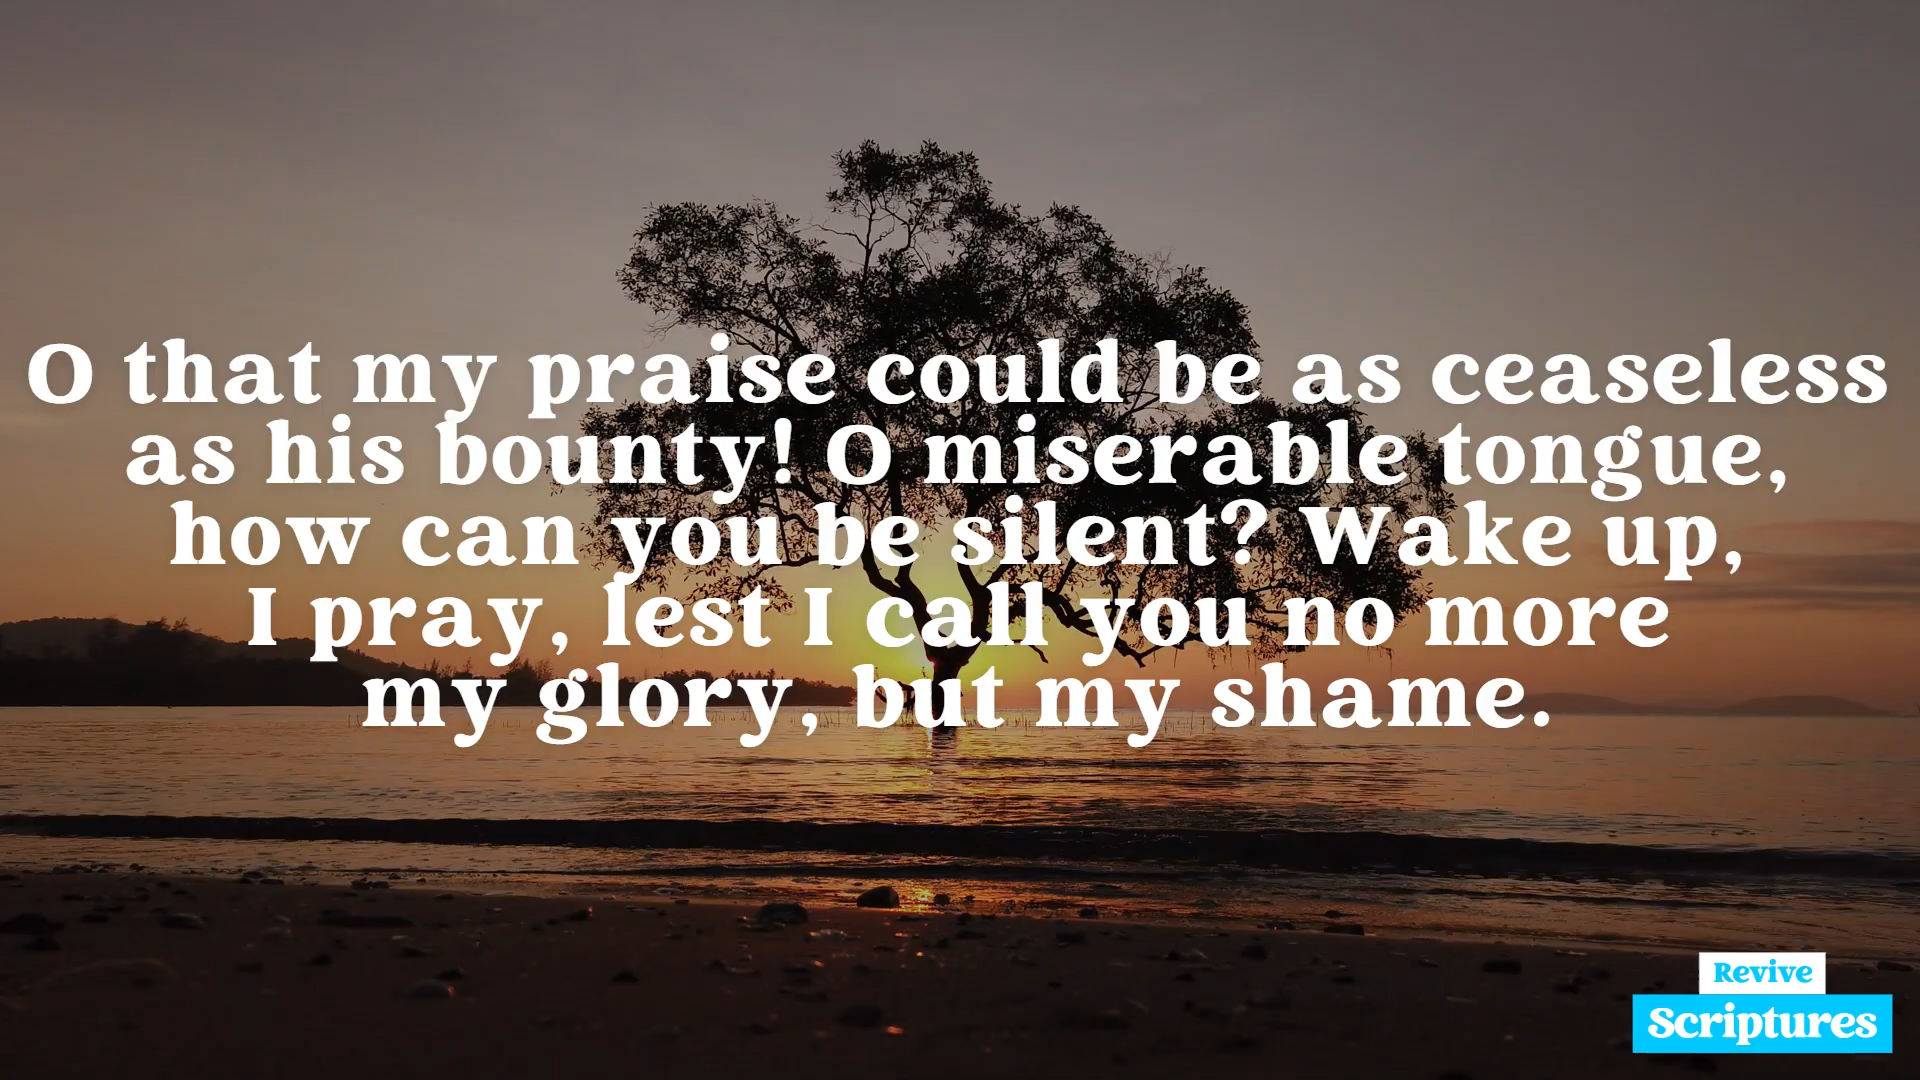 O that my praise could be as ceaseless
as his bounty! O miserable tongue,
how can you be silent? Wake up,
I pray, lest I call you no more
my glory, but my shame.
Revive
Scriptures